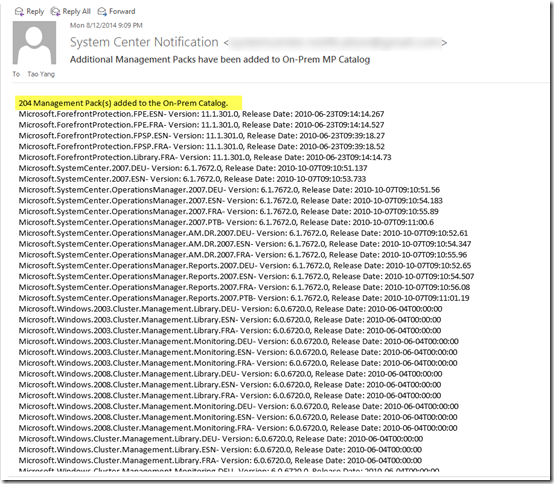 Reply Reply All Forward
Mon 8/12/2014 9:09 PM
System Center Notification < >
Additional Management Packs have been added to On-Prem MP Catalog
To Tao Yang
204 Management Pack(s) added to the On-Prem Catalog.
Microsoft.ForefrontProtection.FPE.ESN- Version: 11.1.301.0, Release Date: 2010-06-23T09:14:14.267
Microsoft.ForefrontProtection.FPE.FRA- Version: 11.1.301.0, Release Date: 2010-06-23T09:14:14.527
Microsoft.ForefrontProtection.FPSP.ESN- Version: 11.1.301.0, Release Date: 2010-06-23T09:39:18.27
Microsoft.ForefrontProtection.FPSP.FRA- Version: 11.1.301.0, Release Date: 2010-06-23T09:39:18.52
Microsoft.ForefrontProtection.Library.FRA- Version: 11.1.301.0, Release Date: 2010-06-23T09:14:14.73
Microsoft.SystemCenter.2007.DEU- Version: 6.1.7672.0, Release Date: 2010-10-07T09:10:51.137
Microsoft.SystemCenter.2007.ESN- Version: 6.1.7672.0, Release Date: 2010-10-07T09:10:53.733
Microsoft.SystemCenter.OperationsManager.2007.DEU- Version: 6.1.7672.0, Release Date: 2010-10-07T09:10:51.56
Microsoft.SystemCenter.OperationsManager.2007.ESN- Version: 6.1.7672.0, Release Date: 2010-10-07T09:10:54.183
Microsoft.SystemCenter.OperationsManager.2007.FRA- Version: 6.1.7672.0, Release Date: 2010-10-07T09:10:55.89
Microsoft.SystemCenter.OperationsManager.2007.PTB- Version: 6.1.7672.0, Release Date: 2010-10-07T09:11:00.6
Microsoft.SystemCenter.OperationsManager.AM.DR.2007.DEU- Version: 6.1.7672.0, Release Date: 2010-10-07T09:10:52.61
Microsoft.SystemCenter.OperationsManager.AM.DR.2007.ESN- Version: 6.1.7672.0, Release Date: 2010-10-07T09:10:54.347
Microsoft.SystemCenter.OperationsManager.AM.DR.2007.FRA- Version: 6.1.7672.0, Release Date: 2010-10-07T09:10:55.96
Microsoft.SystemCenter.OperationsManager.Reports.2007.DEU- Version: 6.1.7672.0, Release Date: 2010-10-07T09:10:52.65
Microsoft.SystemCenter.OperationsManager.Reports.2007.ESN- Version: 6.1.7672.0, Release Date: 2010-10-07T09:10:54.507
Microsoft.SystemCenter.OperationsManager.Reports.2007.FRA- Version: 6.1.7672.0, Release Date: 2010-10-07T09:10:56.08
Microsoft.SystemCenter.OperationsManager.Reports.2007.PTB- Version: 6.1.7672.0, Release Date: 2010-10-07T09:11:01.19
Microsoft.Windows.2003.Cluster.Management.Library.DEU- Version: 6.0.6720.0, Release Date: 2010-06-04T00:00:00
Microsoft.Windows.2003.Cluster.Management.Library.ESN- Version: 6.0.6720.0, Release Date: 2010-06-04T00:00:00
Microsoft.Windows.2003.Cluster.Management.Library.FRA- Version: 6.0.6720.0, Release Date: 2010-06-04T00:00:00
Microsoft.Windows.2003.Cluster.Management.Monitoring.DEU- Version: 6.0.6720.0, Release Date: 2010-06-04T00:00:00
Microsoft.Windows.2003.Cluster.Management.Monitoring.ESN- Version: 6.0.6720.0, Release Date: 2010-06-04T00:00:00
Microsoft.Windows.2003.Cluster.Management.Monitoring.FRA- Version: 6.0.6720.0, Release Date: 2010-06-04T00:00:00
Microsoft.Windows.2008.Cluster.Management.Library.DEU- Version: 6.0.6720.0, Release Date: 2010-06-04T00:00:00
Microsoft.Windows.2008.Cluster.Management.Library.ESN- Version: 6.0.6720.0, Release Date: 2010-06-04T00:00:00
Microsoft.Windows.2008.Cluster.Management.Library.FRA- Version: 6.0.6720.0, Release Date: 2010-06-04T00:00:00
Microsoft.Windows.2008.Cluster.Management.Monitoring.DEU- Version: 6.0.6720.0, Release Date: 2010-06-04T00:00:00
Microsoft.Windows.2008.Cluster.Management.Monitoring.ESN- Version: 6.0.6720.0, Release Date: 2010-06-04T00:00:00
Microsoft.Windows.2008.Cluster.Management.Monitoring.FRA- Version: 6.0.6720.0, Release Date: 2010-06-04T00:00:00
Microsoft.Windows.Cluster.Management.Library.DEU- Version: 6.0.6720.0, Release Date: 2010-06-04T00:00:00
Microsoft.Windows.Cluster.Management.Library.ESN- Version: 6.0.6720.0, Release Date: 2010-06-04T00:00:00
Microsoft.Windows.Cluster.Management.Library.FRA- Version: 6.0.6720.0, Release Date: 2010-06-04T00:00:00
Microsoft.Windows.Cluster.Management.Monitoring.DEU- Version: 6.0.6720.0, Release Date: 2010-06-04T00:00:00